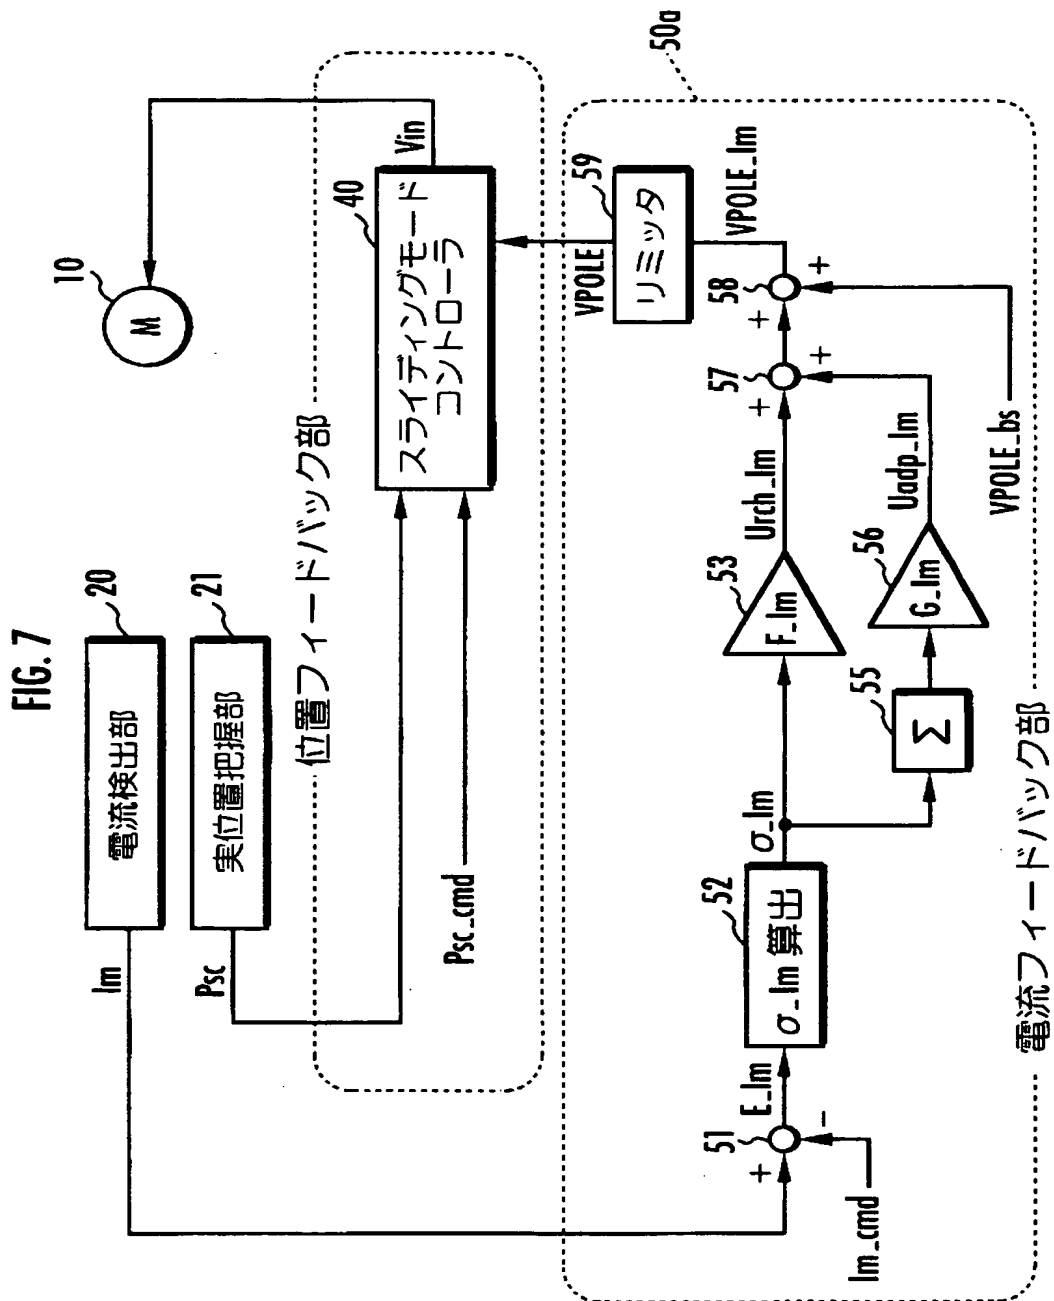 FIG. 7
電流検出部
20
Im
実位置把握部
21
Psc
10
M
位置フィードバック部
Psc_cmd
スライディングモード
コントローラ
40
Vin
VPOLE
リミッタ
59
VPOLE_Im
50a
Im_cmd
+
-
51
E_Im
σ_Im 算出
52
σ_Im
F_Im
53
Urch_Im
Σ
55
G_Im
56
Uadp_Im
+
+
57
+
+
58
VPOLE_bs
電流フィードバック部